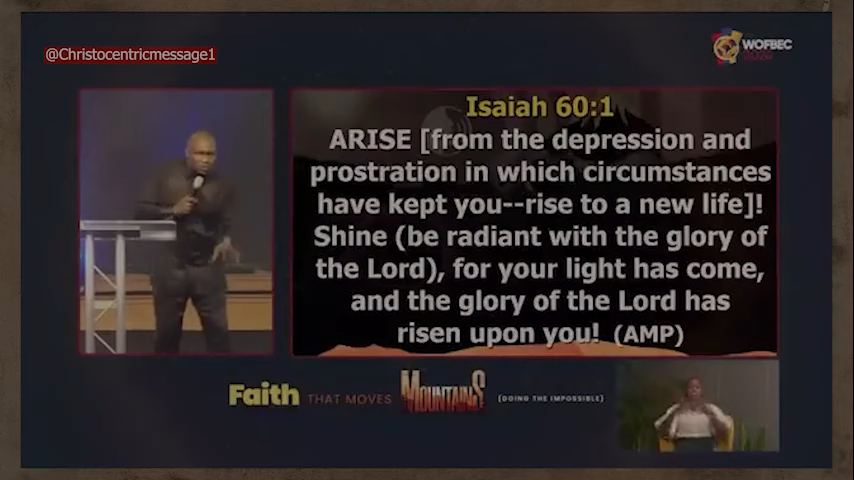 @Christocentricmessage1
WOFBEC
2024
Isaiah 60:1
ARISE [from the depression and
prostration in which circumstances
have kept you--rise to a new life]!
Shine (be radiant with the glory of
the Lord), for your light has come,
and the glory of the Lord has
risen upon you! (AMP)
Faith THAT MOVES MOUNTAINS [DOING THE IMPOSSIBLE]